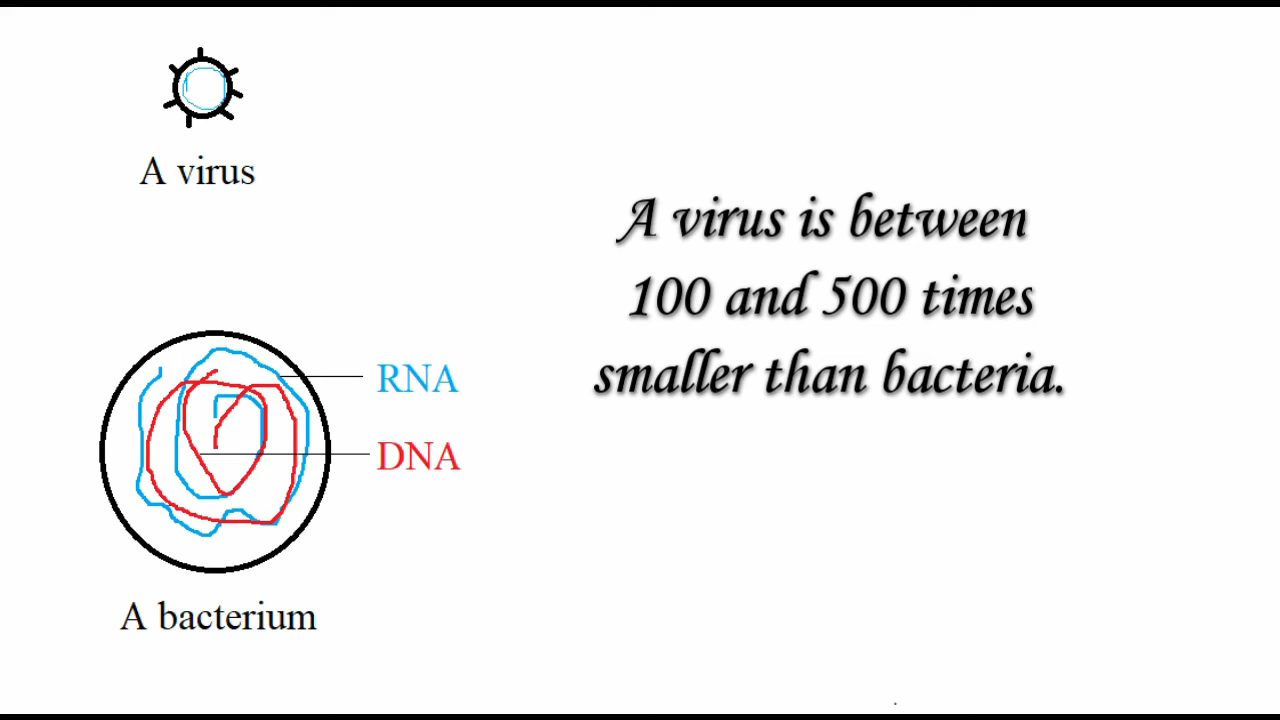 A virus
A virus is between
100 and 500 times
smaller than bacteria.
RNA
DNA
A bacterium